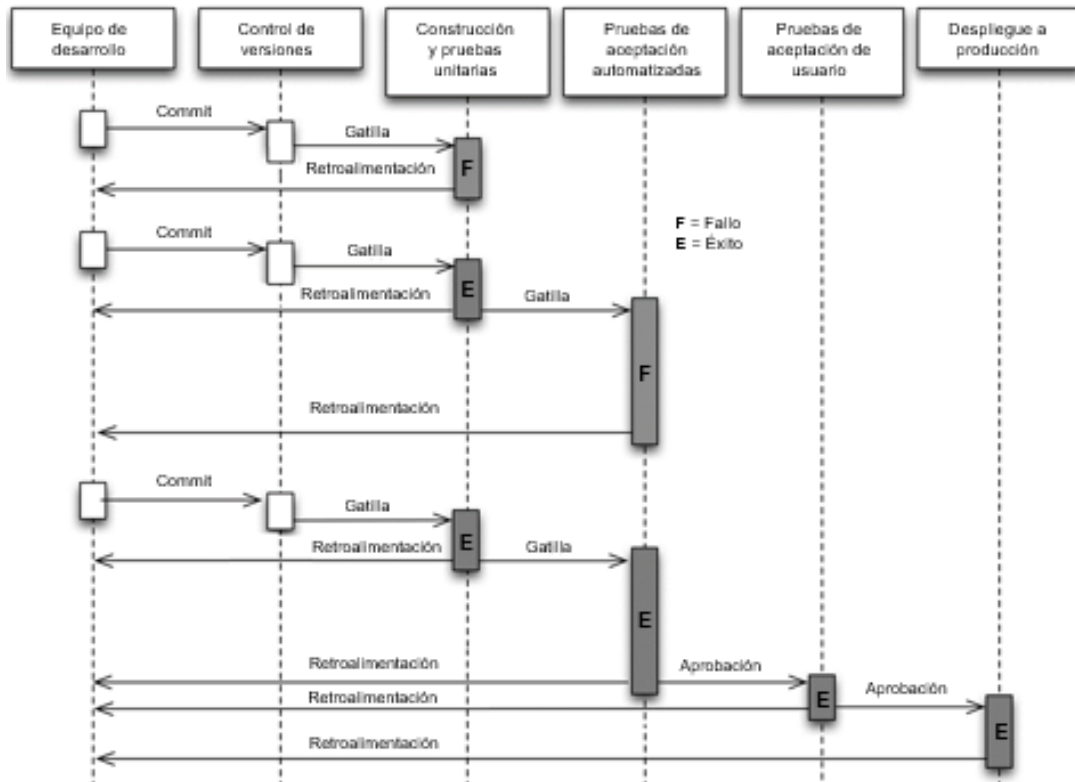 Equipo de
desarrollo
Control de
versiones
Construcción
y pruebas
unitarias
Pruebas de
aceptación
automatizadas
Pruebas de
aceptación de
usuario
Despliegue a
producción
Commit
Gatilla
Retroalimentación
F
F = Fallo
E = Éxito
Commit
Gatilla
Retroalimentación
E
Gatilla
F
Retroalimentación
Commit
Gatilla
Retroalimentación
E
Gatilla
E
Retroalimentación
Aprobación
Retroalimentación
E
Aprobación
E
Retroalimentación